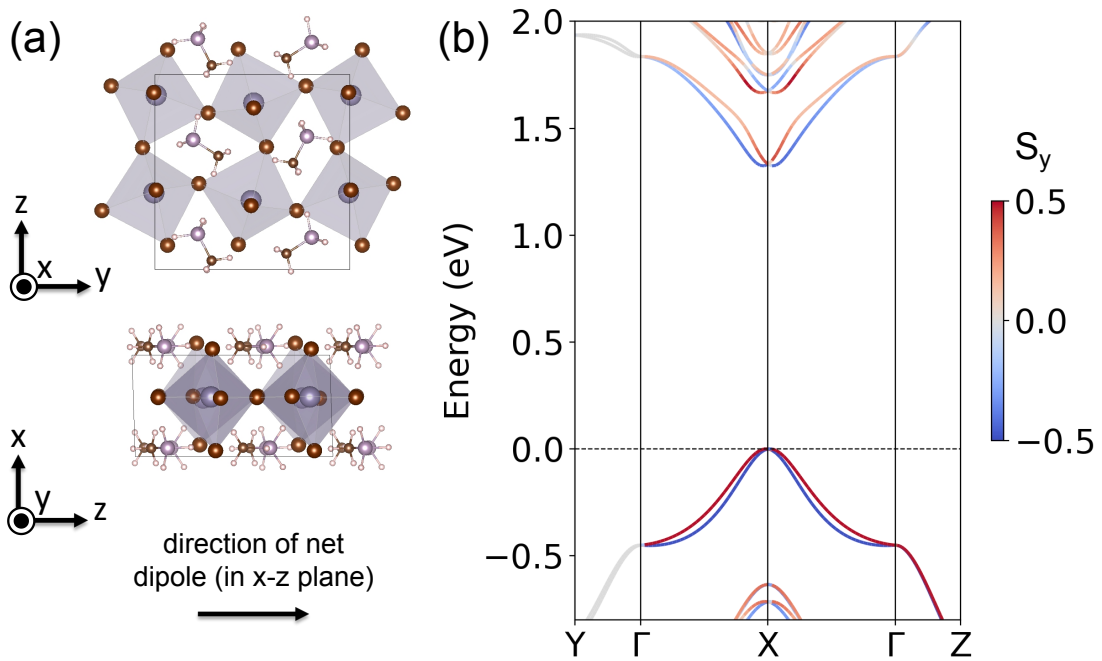 (a)
z
x
y
x
y
z
direction of net
dipole (in x-z plane)
(b)
Energy (eV)
2.0
1.5
1.0
0.5
0.0
−0.5
Y
Γ
X
Γ
Z
S_y
0.5
0.0
−0.5